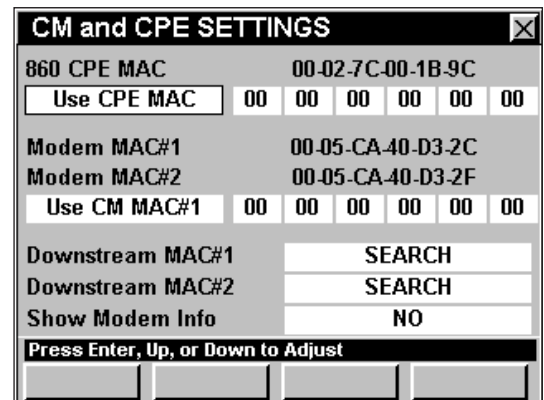 CM and CPE SETTINGS
860 CPE MAC 00-02-7C-00-1B-9C
Use CPE MAC 00 00 00 00 00 00
Modem MAC#1 00-05-CA-40-D3-2C
Modem MAC#2 00-05-CA-40-D3-2F
Use CM MAC#1 00 00 00 00 00 00
Downstream MAC#1 SEARCH
Downstream MAC#2 SEARCH
Show Modem Info NO
Press Enter, Up, or Down to Adjust